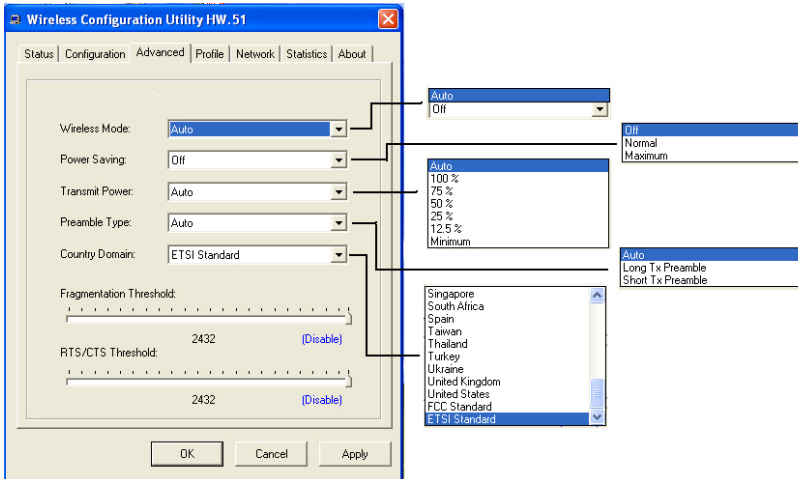 Wireless Configuration Utility HW.51
Status Configuration Advanced Profile Network Statistics About
Wireless Mode: Auto
Power Saving: Off
Transmit Power: Auto
Preamble Type: Auto
Country Domain: ETSI Standard
Fragmentation Threshold:
2432 (Disable)
RTS/CTS Threshold:
2432 (Disable)
OK Cancel Apply
Auto
Off
Off
Normal
Maximum
Auto
100 %
75 %
50 %
25 %
12.5 %
Minimum
Auto
Long Tx Preamble
Short Tx Preamble
Singapore
South Africa
Spain
Taiwan
Thailand
Turkey
Ukraine
United Kingdom
United States
FCC Standard
ETSI Standard